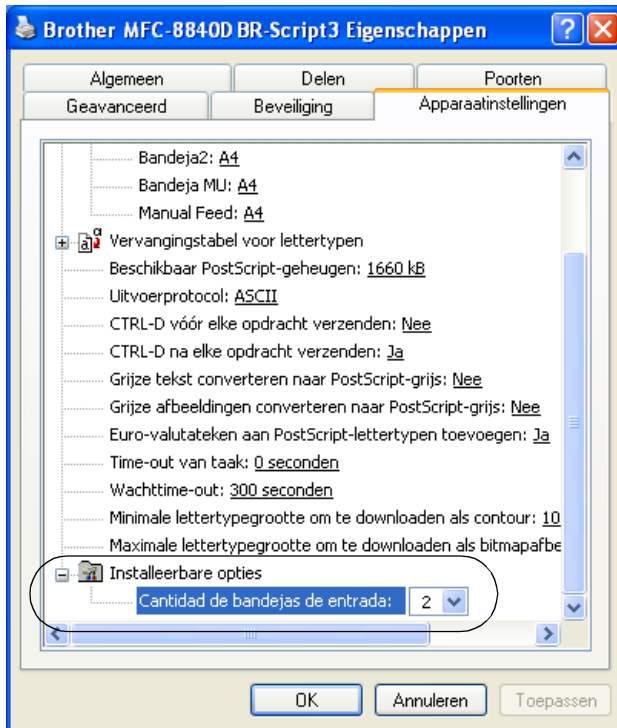 Brother MFC-8840D BR-Script3 Eigenschappen
Algemeen Delen Poorten
Geavanceerd Beveiliging Apparaatinstellingen
Bandeja2: A4
Bandeja MU: A4
Manual Feed: A4
Vervangingstabel voor lettertypen
Beschikbaar PostScript-geheugen: 1660 kB
Uitvoerprotocol: ASCII
CTRL-D vóór elke opdracht verzenden: Nee
CTRL-D na elke opdracht verzenden: Ja
Grijze tekst converteren naar PostScript-grijs: Nee
Grijze afbeeldingen converteren naar PostScript-grijs: Nee
Euro-valutateken aan PostScript-lettertypen toevoegen: Ja
Time-out van taak: 0 seconden
Wachttime-out: 300 seconden
Minimale lettertypegrootte om te downloaden als contour: 10
Maximale lettertypegrootte om te downloaden als bitmapafbe
Installeerbare opties
Cantidad de bandejas de entrada: 2
OK Annuleren Toepassen